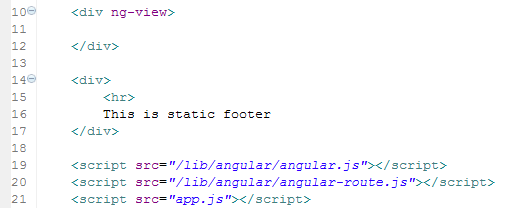 10 <div ng-view>
11
12 </div>
13
14 <div>
15 <hr>
16 This is static footer
17 </div>
18
19 <script src="/lib/angular/angular.js"></script>
20 <script src="/lib/angular/angular-route.js"></script>
21 <script src="app.js"></script>